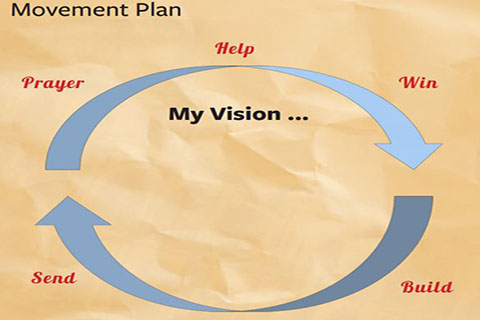 Movement Plan
Help
Prayer
Win
My Vision ...
Send
Build